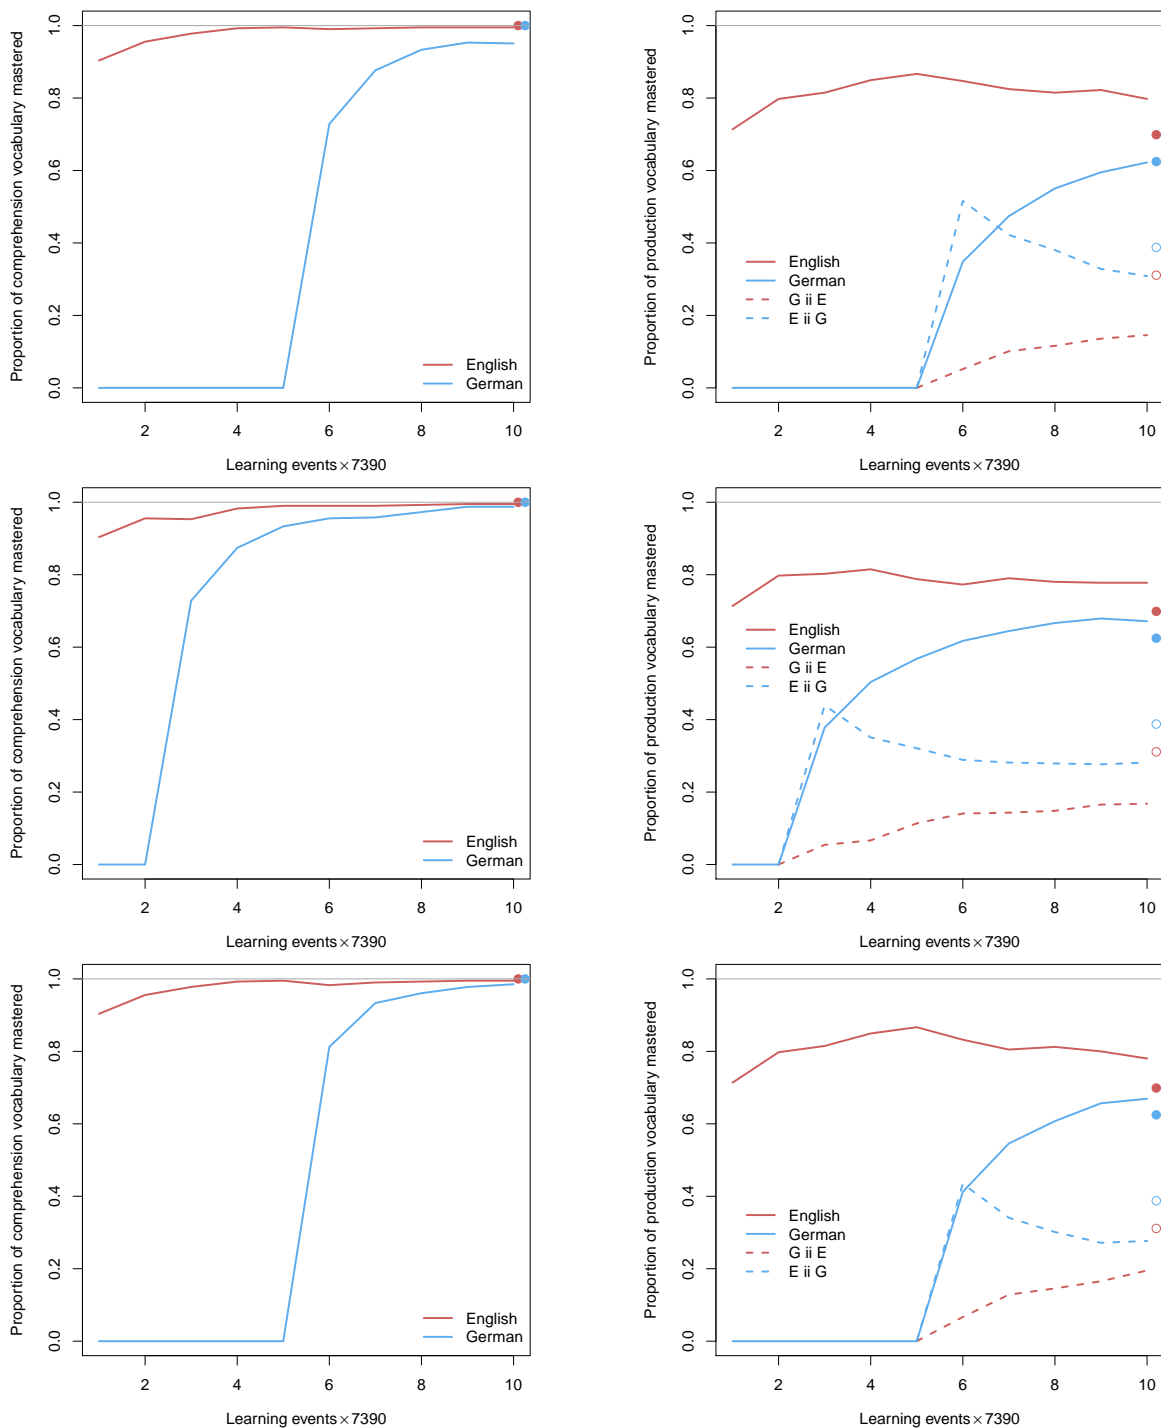 Proportion of comprehension vocabulary mastered
1.0
0.8
0.6
0.4
0.2
0.0
English
German
2 4 6 8 10
Learning events × 7390
Proportion of production vocabulary mastered
1.0
0.8
0.6
0.4
0.2
0.0
English
German
G ii E
E ii G
2 4 6 8 10
Learning events × 7390
Proportion of comprehension vocabulary mastered
1.0
0.8
0.6
0.4
0.2
0.0
English
German
2 4 6 8 10
Learning events × 7390
Proportion of production vocabulary mastered
1.0
0.8
0.6
0.4
0.2
0.0
English
German
G ii E
E ii G
2 4 6 8 10
Learning events × 7390
Proportion of comprehension vocabulary mastered
1.0
0.8
0.6
0.4
0.2
0.0
English
German
2 4 6 8 10
Learning events × 7390
Proportion of production vocabulary mastered
1.0
0.8
0.6
0.4
0.2
0.0
English
German
G ii E
E ii G
2 4 6 8 10
Learning events × 7390